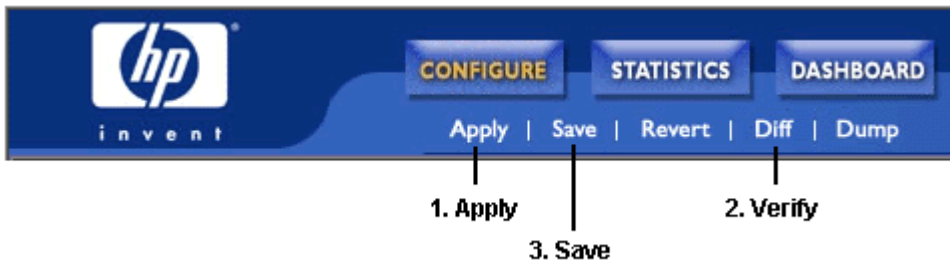 hp
invent
CONFIGURE STATISTICS DASHBOARD
Apply | Save | Revert | Diff | Dump
1. Apply 2. Verify
3. Save